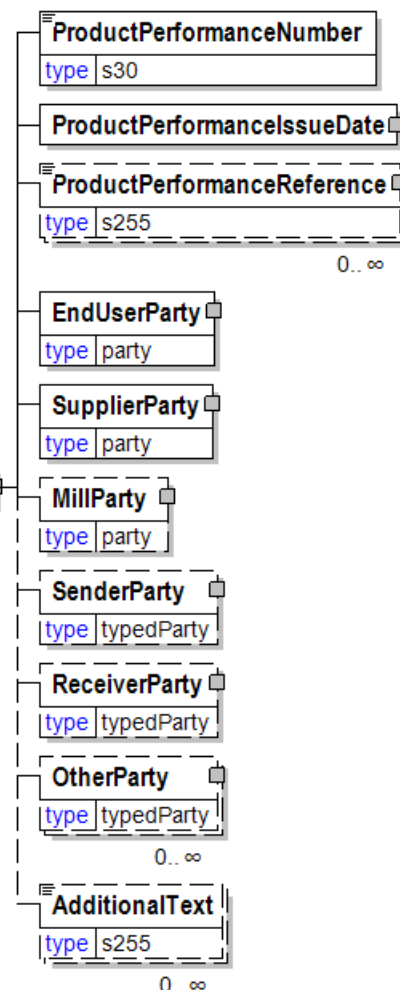 ProductPerformanceNumber
type s30
ProductPerformanceIssueDate
ProductPerformanceReference
type s255
0.. ∞
EndUserParty
type party
SupplierParty
type party
MillParty
type party
SenderParty
type typedParty
ReceiverParty
type typedParty
OtherParty
type typedParty
0.. ∞
AdditionalText
type s255
0.. ∞